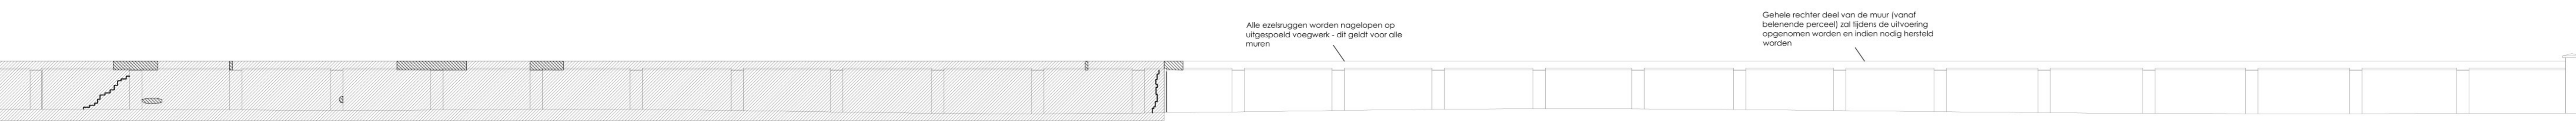 Alle ezelsruggen worden nagelopen op
uitgespoeld voegwerk - dit geldt voor alle
muren
Gehele rechter deel van de muur (vanaf
belenende perceel) zal tijdens de uitvoering
opgenomen worden en indien nodig hersteld
worden